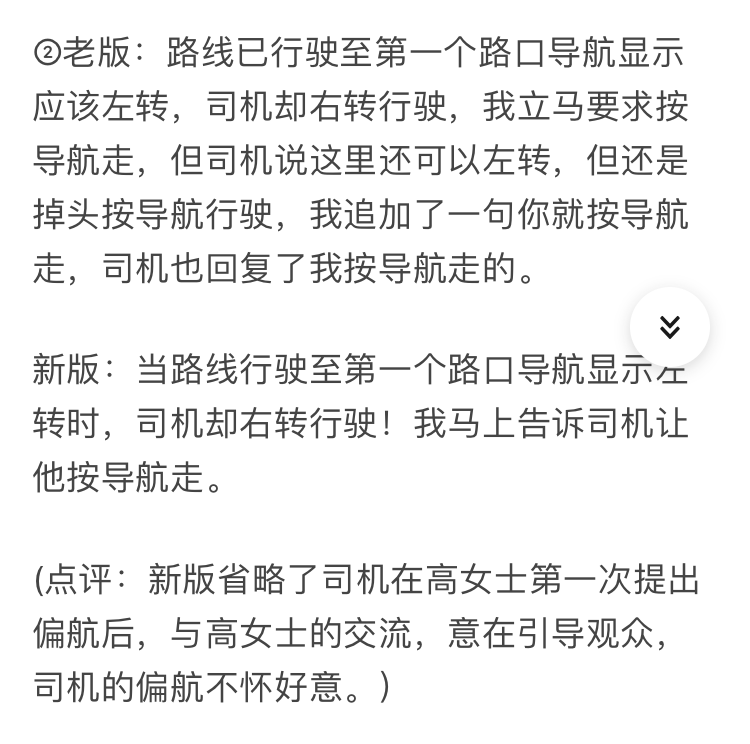 ②老版：路线已行驶至第一个路口导航显示
应该左转，司机却右转行驶，我立马要求按
导航走，但司机说这里还可以左转，但还是
掉头按导航行驶，我追加了一句你就按导航
走，司机也回复了我按导航走的。
新版：当路线行驶至第一个路口导航显示左
转时，司机却右转行驶！我马上告诉司机让
他按导航走。
(点评：新版省略了司机在高女士第一次提出
偏航后，与高女士的交流，意在引导观众，
司机的偏航不怀好意。）